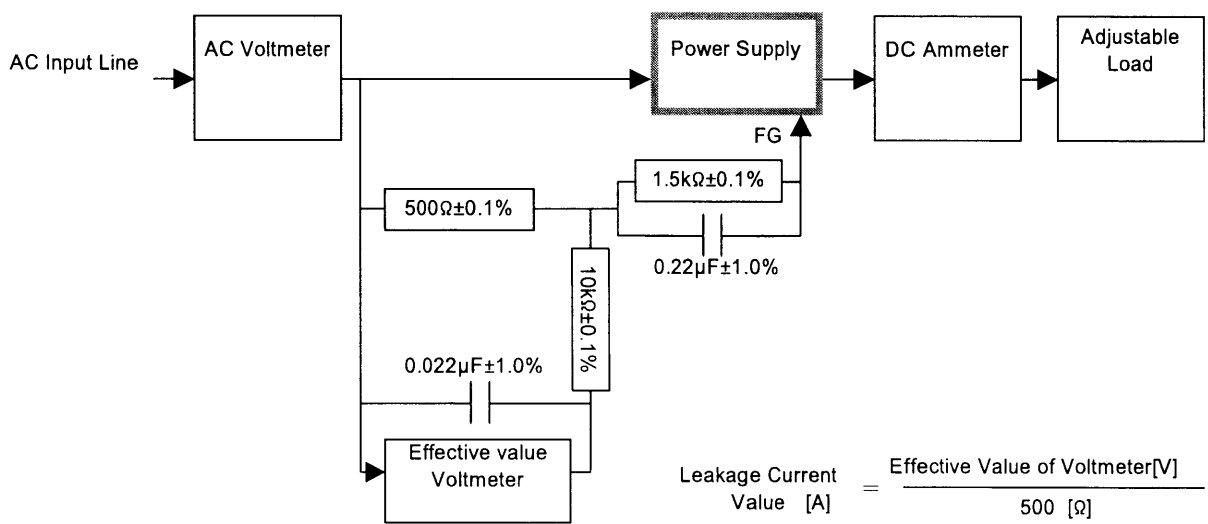 AC Input Line
AC Voltmeter
Power Supply
DC Ammeter
Adjustable
Load
FG
1.5kΩ±0.1%
500Ω±0.1%
0.22μF±1.0%
10kΩ±0.1%
0.022μF±1.0%
Effective value
Voltmeter
Leakage Current
Value [A]
=
Effective Value of Voltmeter[V]
500 [Ω]